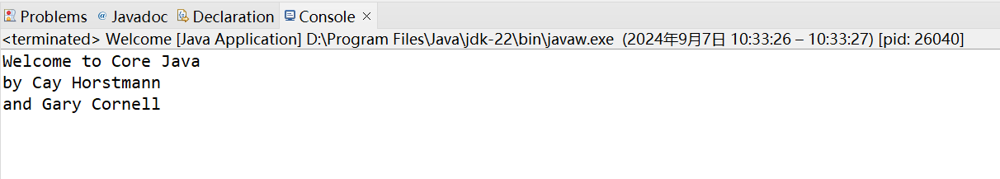 Problems @ Javadoc Declaration Console
<terminated> Welcome [Java Application] D:\Program Files\Java\jdk-22\bin\javaw.exe (2024年9月7日 10:33:26 – 10:33:27) [pid: 26040]
Welcome to Core Java
by Cay Horstmann
and Gary Cornell